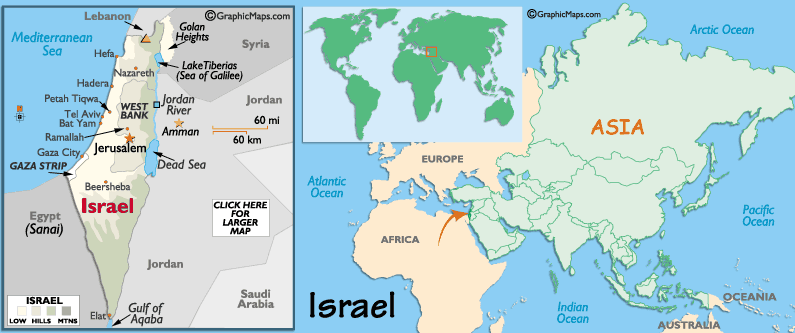 ©GraphicMaps.com
Lebanon
Golan
Heights
Mediterranean
Sea
Syria
Hefa
Lake Tiberias
(Sea of Galilee)
Nazareth
Hadera
Petah Tiqwa
WEST
BANK
Jordan
River
Jordan
Tel Aviv
Bat Yam
Ramallah
Amman
60 mi
60 km
Jerusalem
Gaza City
GAZA STRIP
Dead Sea
Beersheba
Israel
Egypt
(Sanai)
CLICK HERE
FOR
LARGER
MAP
Jordan
Saudi
Arabia
ISRAEL
LOW HILLS MTNS
Elat
Gulf of
Aqaba
©GraphicMaps.com
Arctic Ocean
ASIA
EUROPE
Atlantic
Ocean
Pacific
Ocean
AFRICA
Indian
Ocean
OCEANIA
AUSTRALIA
Israel